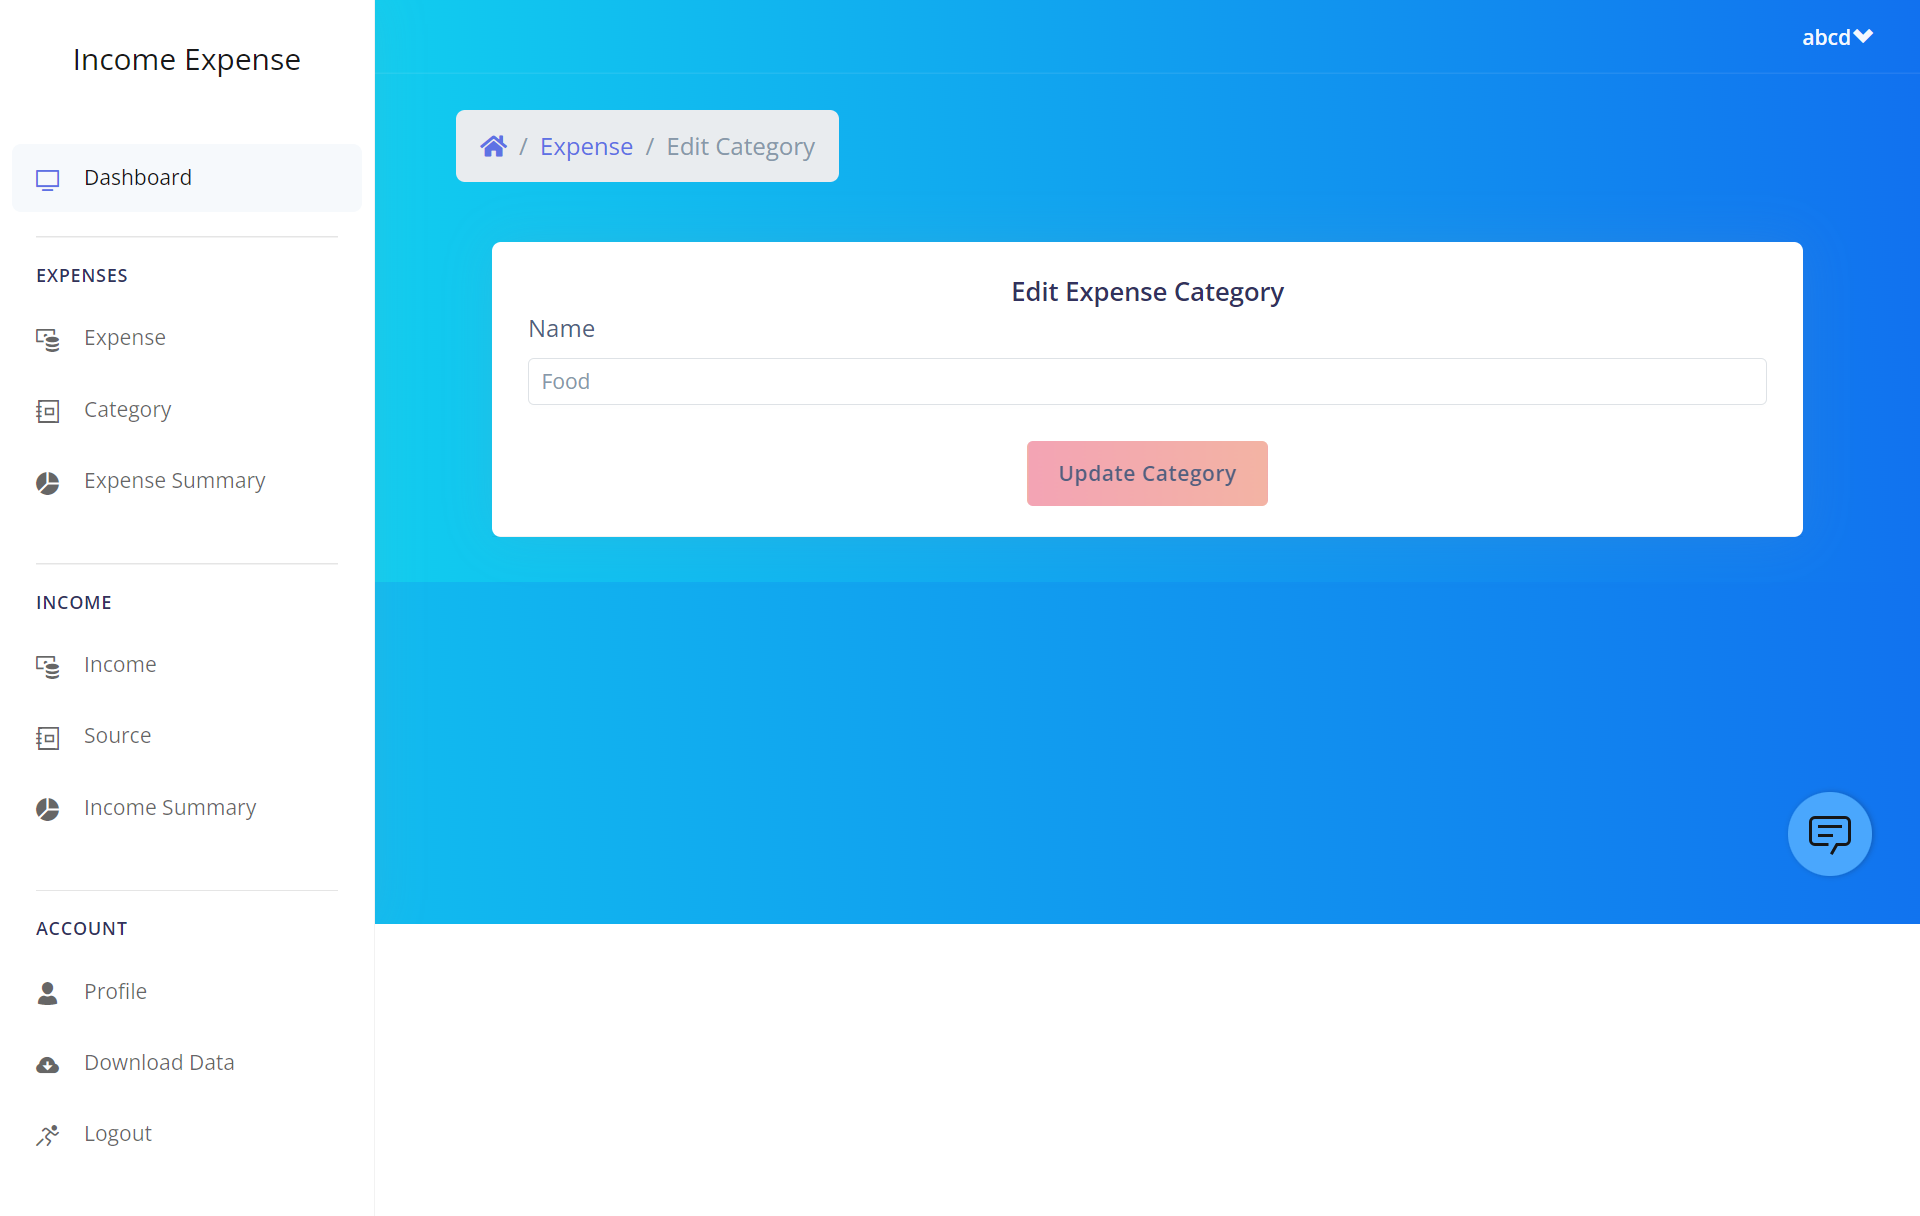 Income Expense
Dashboard
EXPENSES
Expense
Category
Expense Summary
INCOME
Income
Source
Income Summary
ACCOUNT
Profile
Download Data
Logout
abcd
/ Expense / Edit Category
Edit Expense Category
Name
Food
Update Category